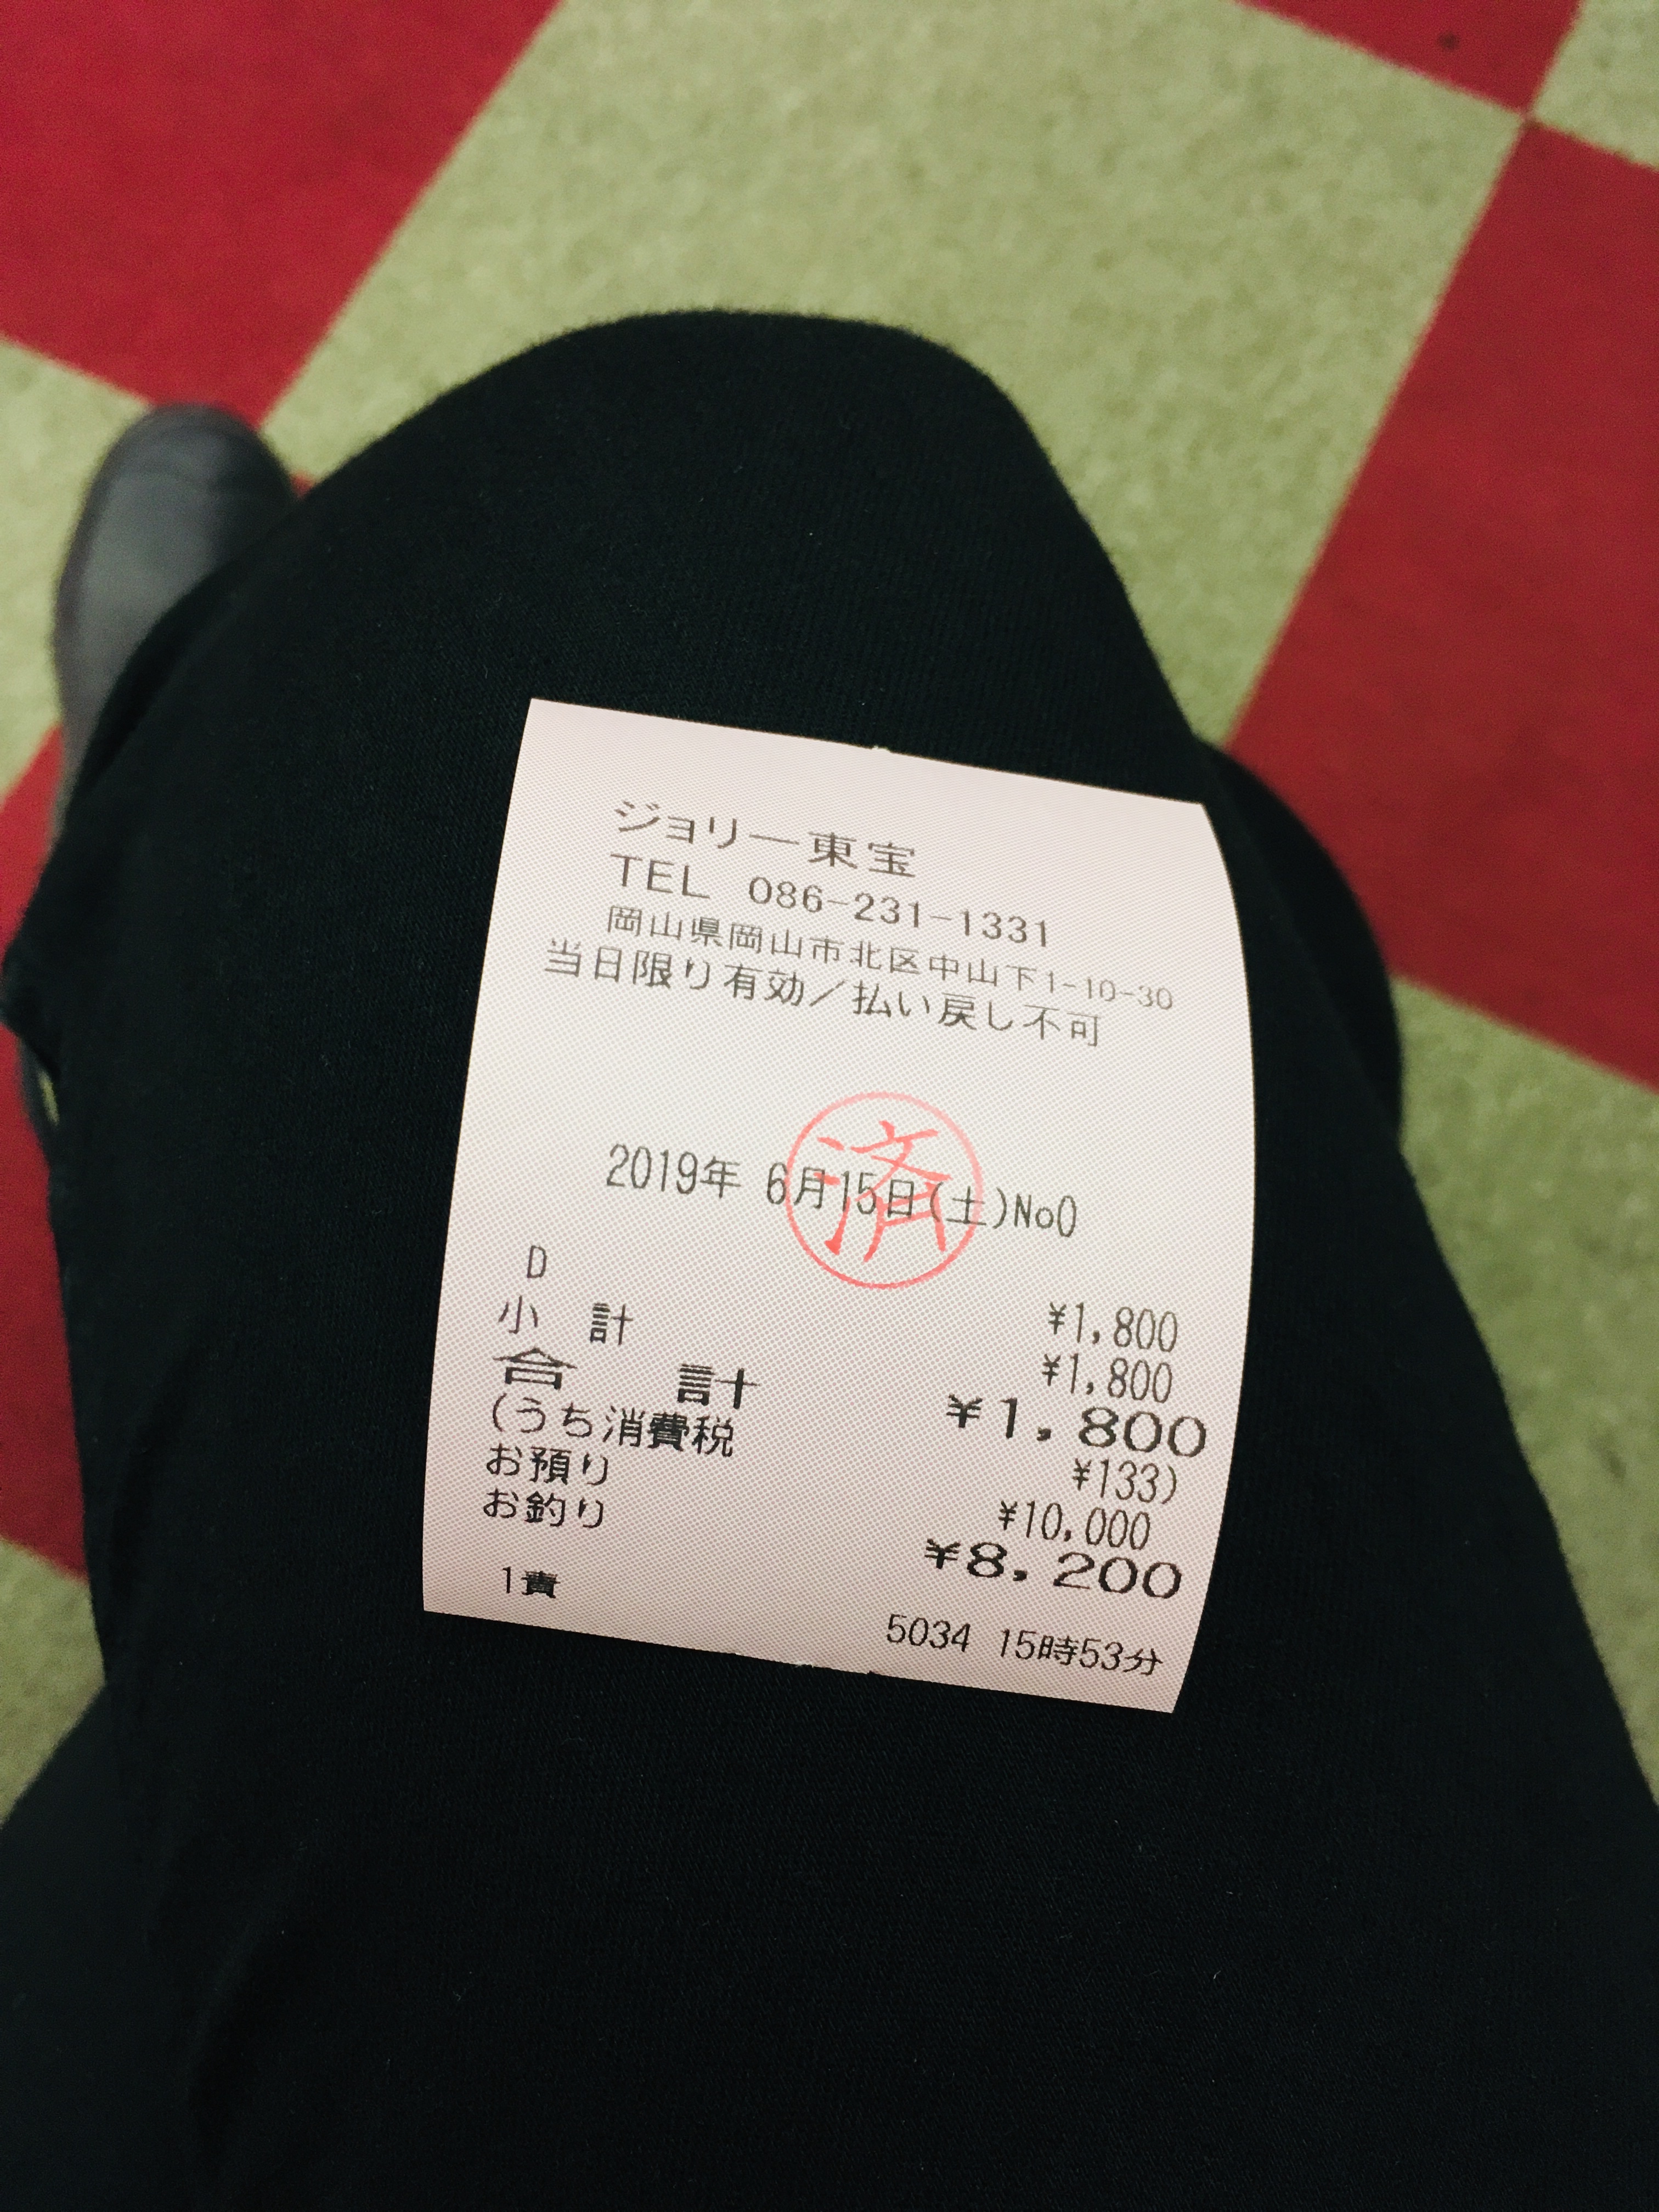 ジョリー東宝
TEL 086-231-1331
岡山県岡山市北区中山下1-10-30
当日限り有効／払い戻し不可
済
2019年 6月15日(土)No0
D ¥1,800
小 計 ¥1,800
合 計 ¥1,800
(うち消費税 ¥133)
お預り ¥10,000
お釣り ¥8,200
1責 5034 15時53分